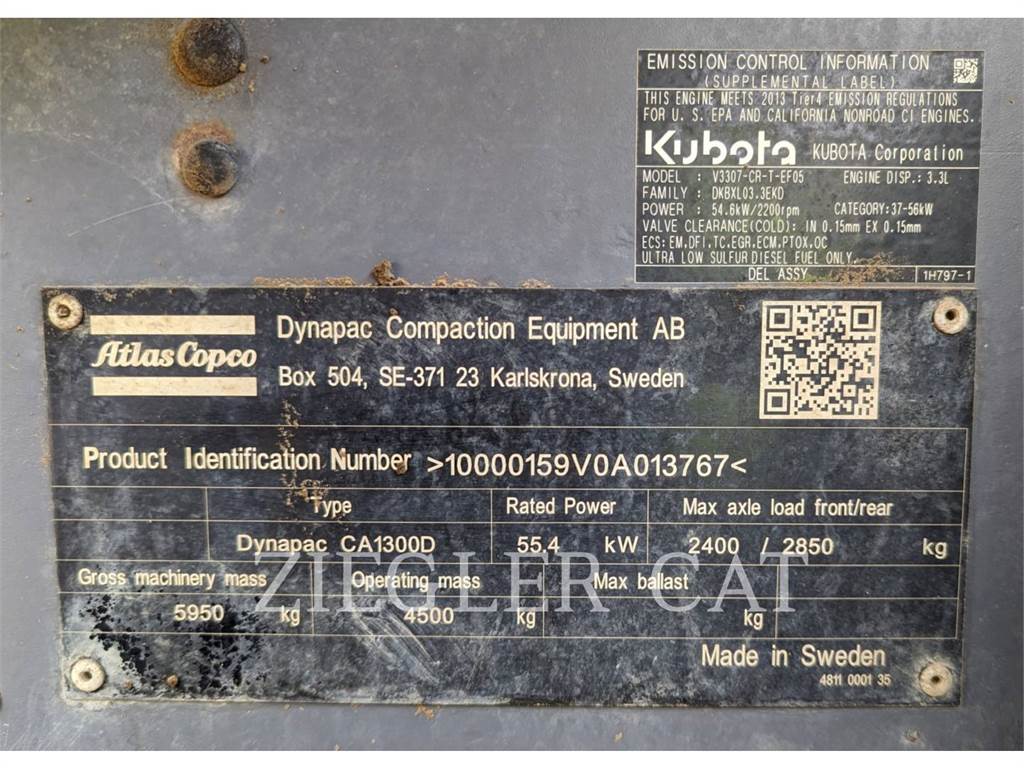 EMISSION CONTROL INFORMATION
(SUPPLEMENTAL LABEL)
THIS ENGINE MEETS 2013 Tier4 EMISSION REGULATIONS
FOR U. S. EPA AND CALIFORNIA NONROAD CI ENGINES.
Kubota KUBOTA Corporation
MODEL : V3307-CR-T-EF05 ENGINE DISP.: 3.3L
FAMILY : DKBXL03.3EKD
POWER : 54.6kW/2200rpm CATEGORY:37-56kW
VALVE CLEARANCE(COLD): IN 0.15mm EX 0.15mm
ECS: EM,DFI,TC,EGR,ECM,PTOX,OC
ULTRA LOW SULFUR DIESEL FUEL ONLY.
DEL ASSY 1H797-1
Atlas Copco
Dynapac Compaction Equipment AB
Box 504, SE-371 23 Karlskrona, Sweden
Product Identification Number >10000159V0A013767<
Type Rated Power Max axle load front/rear
Dynapac CA1300D 55.4 kW 2400 / 2850 kg
Gross machinery mass Operating mass Max ballast
5950 kg 4500 kg kg
ZIEGLER CAT
Made in Sweden
4811 0001 35